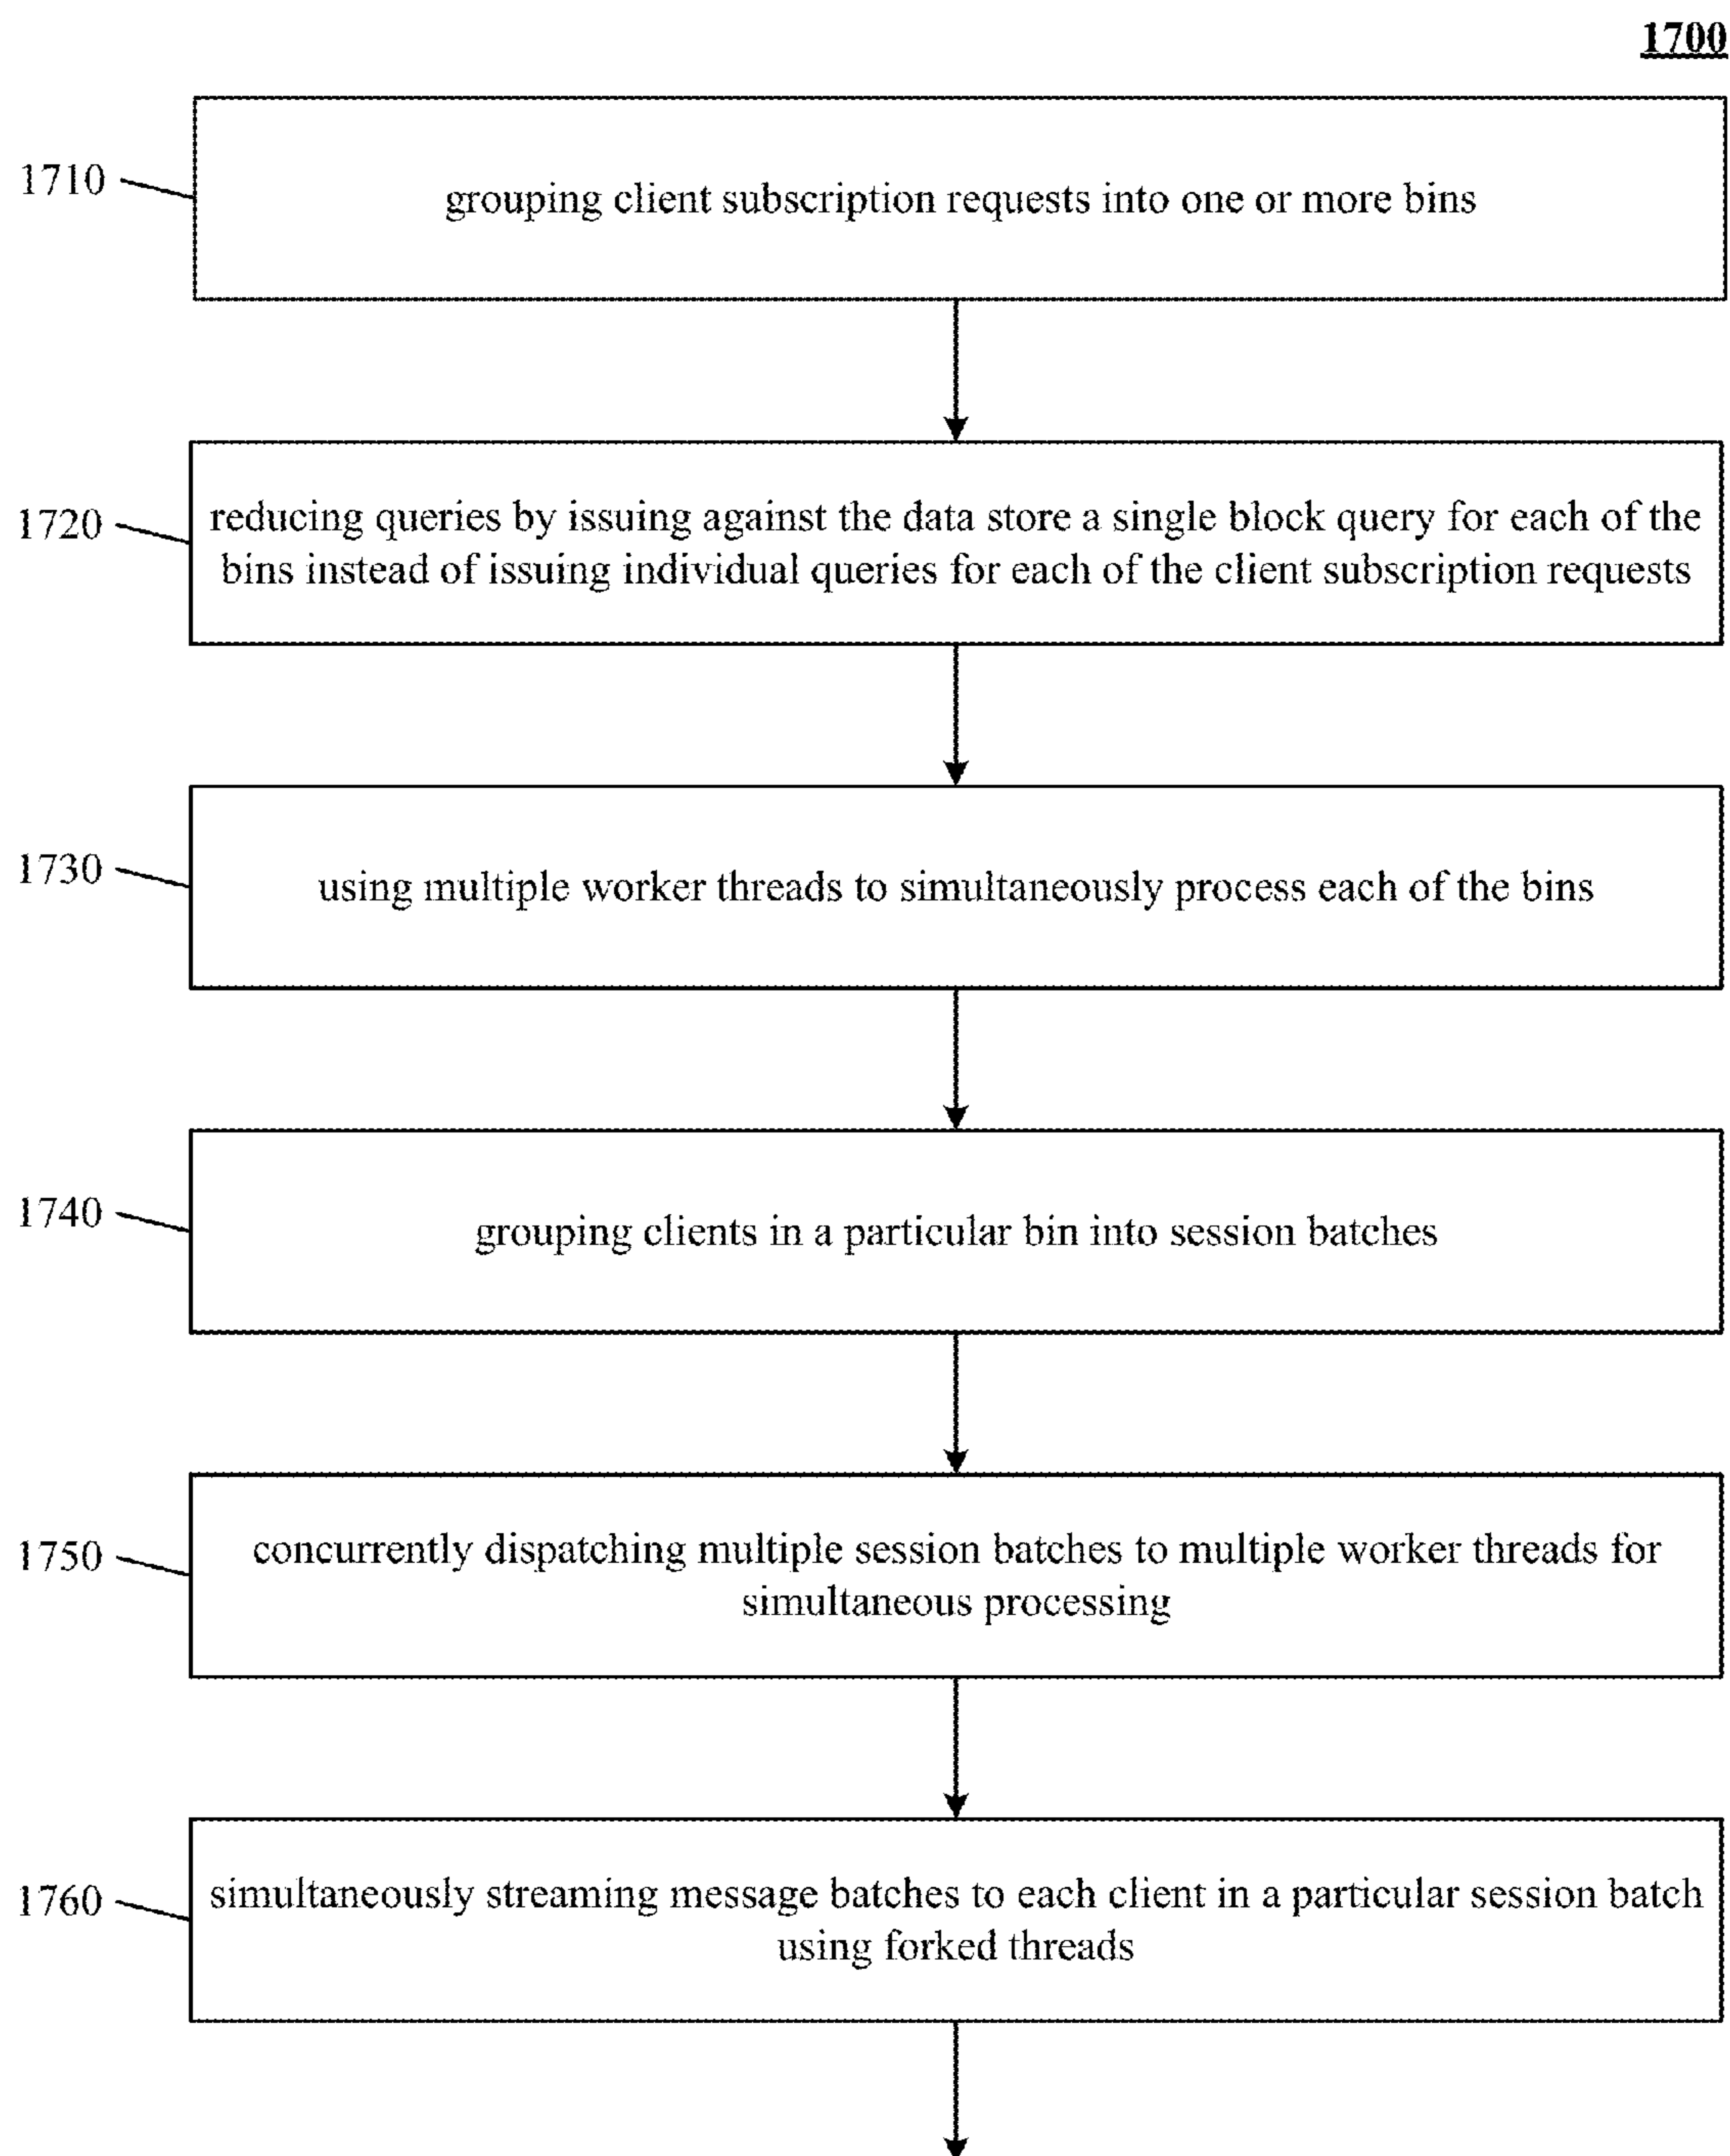 1700
1710
grouping client subscription requests into one or more bins
1720
reducing queries by issuing against the data store a single block query for each of the
bins instead of issuing individual queries for each of the client subscription requests
1730
using multiple worker threads to simultaneously process each of the bins
1740
grouping clients in a particular bin into session batches
1750
concurrently dispatching multiple session batches to multiple worker threads for
simultaneous processing
1760
simultaneously streaming message batches to each client in a particular session batch
using forked threads